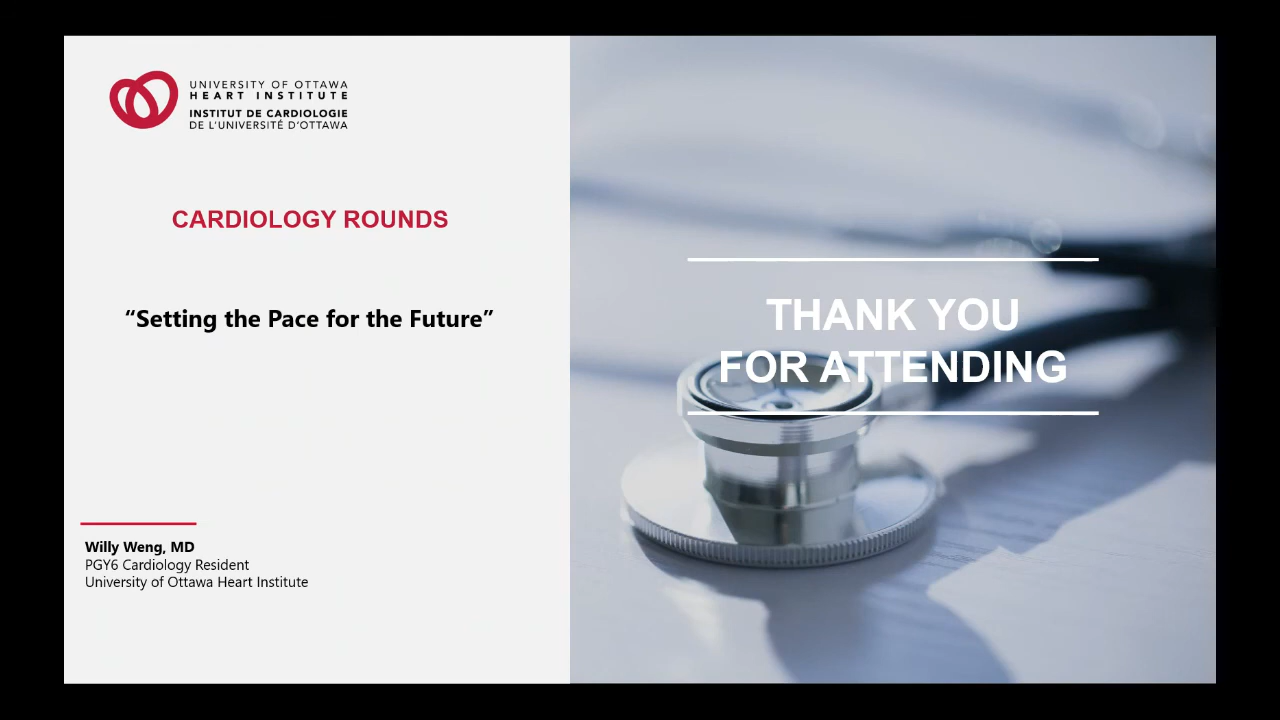 UNIVERSITY OF OTTAWA
HEART INSTITUTE
INSTITUT DE CARDIOLOGIE
DE L'UNIVERSITÉ D'OTTAWA
CARDIOLOGY ROUNDS
“Setting the Pace for the Future”
Willy Weng, MD
PGY6 Cardiology Resident
University of Ottawa Heart Institute
THANK YOU
FOR ATTENDING